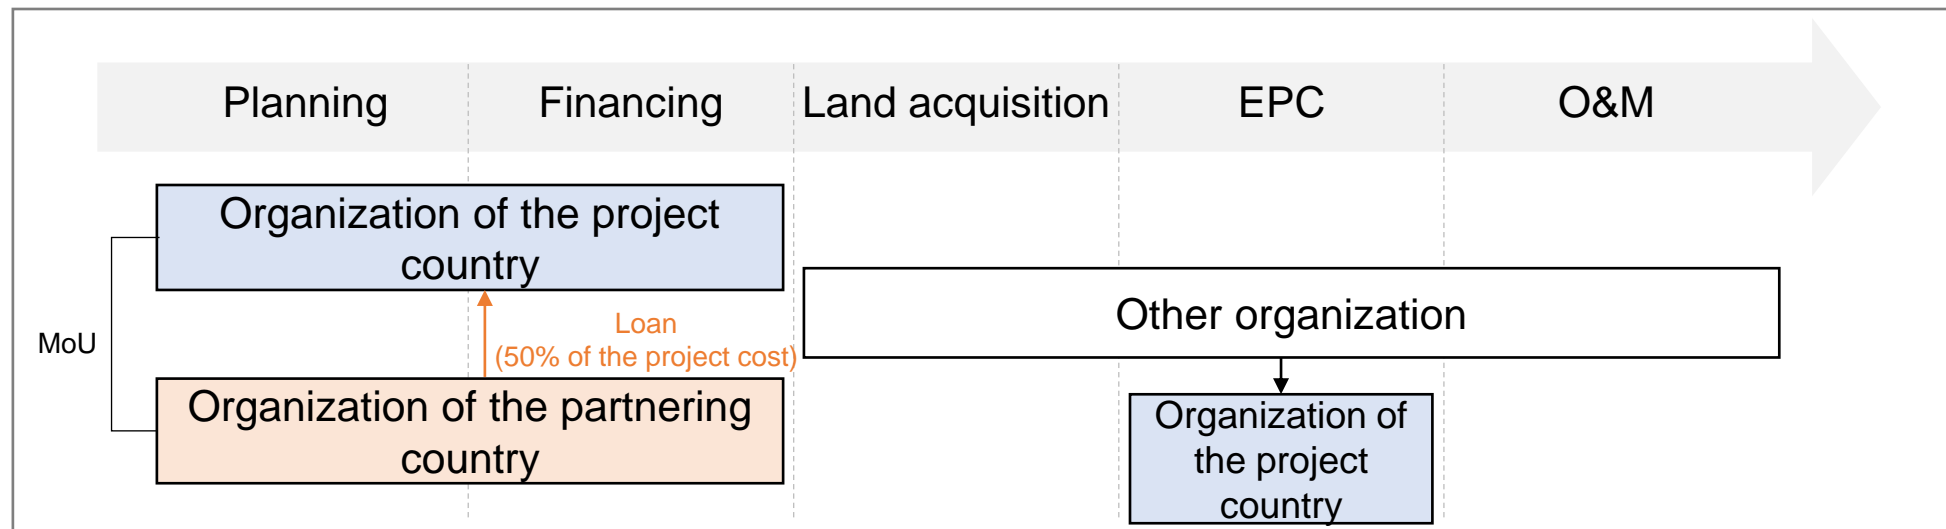 Planning
Financing
Land acquisition
EPC
O&M
Organization of the project
country
MoU
Loan
(50% of the project cost)
Organization of the partnering
country
Other organization
Organization of
the project
country